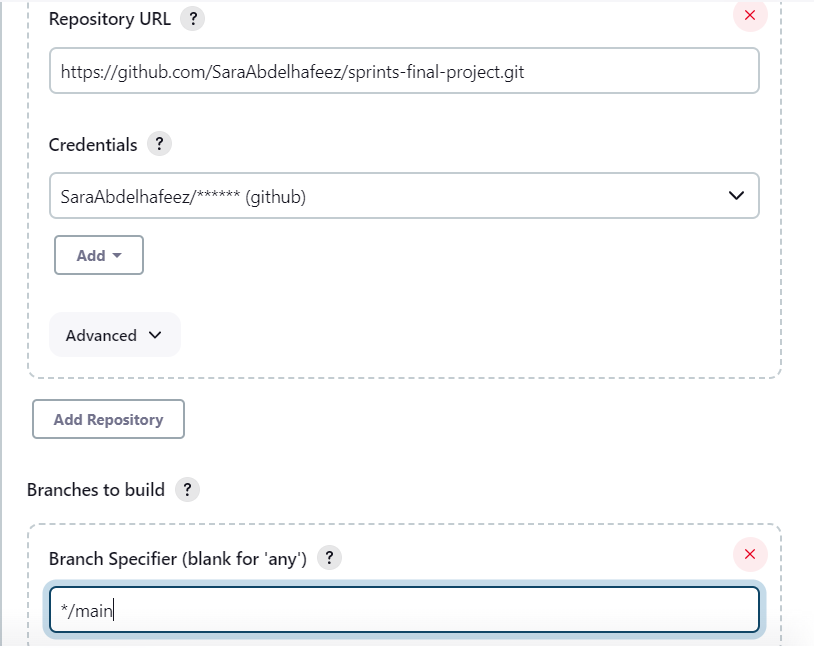 Repository URL ?
https://github.com/SaraAbdelhafeez/sprints-final-project.git
Credentials ?
SaraAbdelhafeez/****** (github)
Add
Advanced
Add Repository
Branches to build ?
Branch Specifier (blank for 'any') ?
*/main